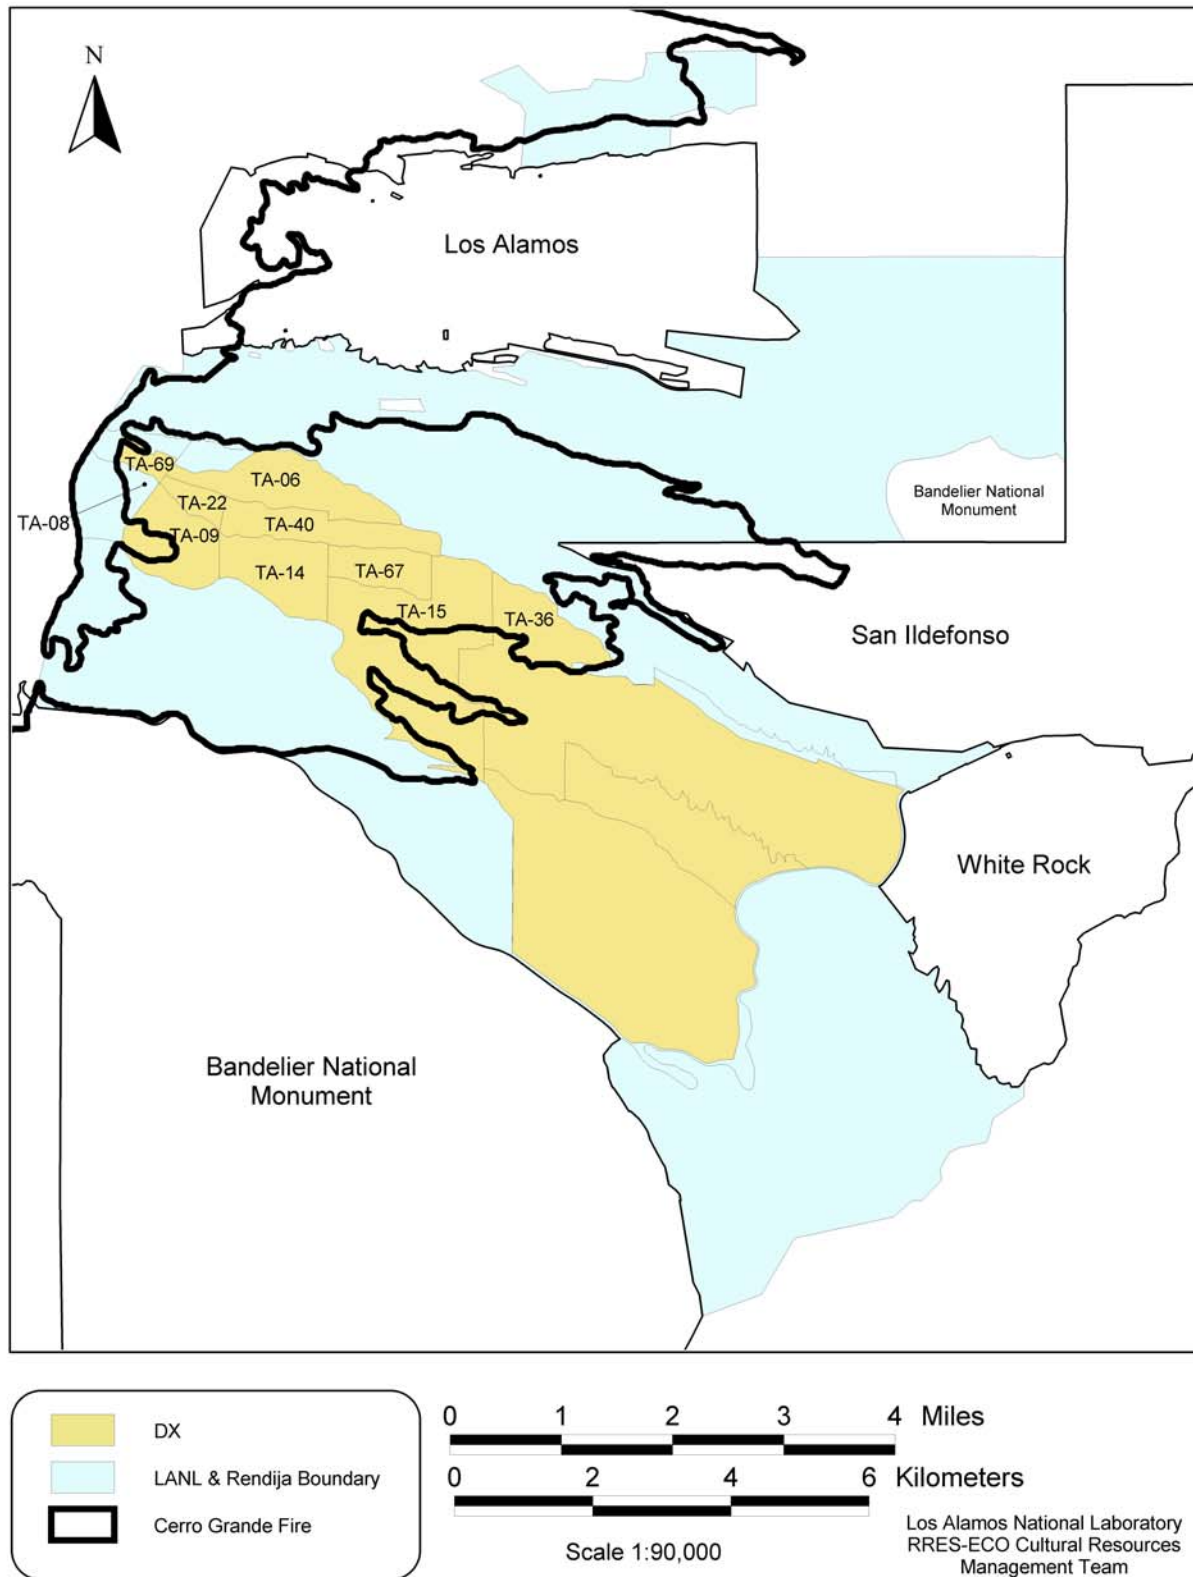 N
Los Alamos
TA-69
TA-06
TA-22
TA-08
TA-40
TA-09
TA-14
TA-67
TA-15
TA-36
Bandelier National
Monument
San Ildefonso
White Rock
Bandelier National
Monument
DX
LANL & Rendija Boundary
Cerro Grande Fire
0 1 2 3 4 Miles
0 2 4 6 Kilometers
Scale 1:90,000
Los Alamos National Laboratory
RRES-ECO Cultural Resources
Management Team